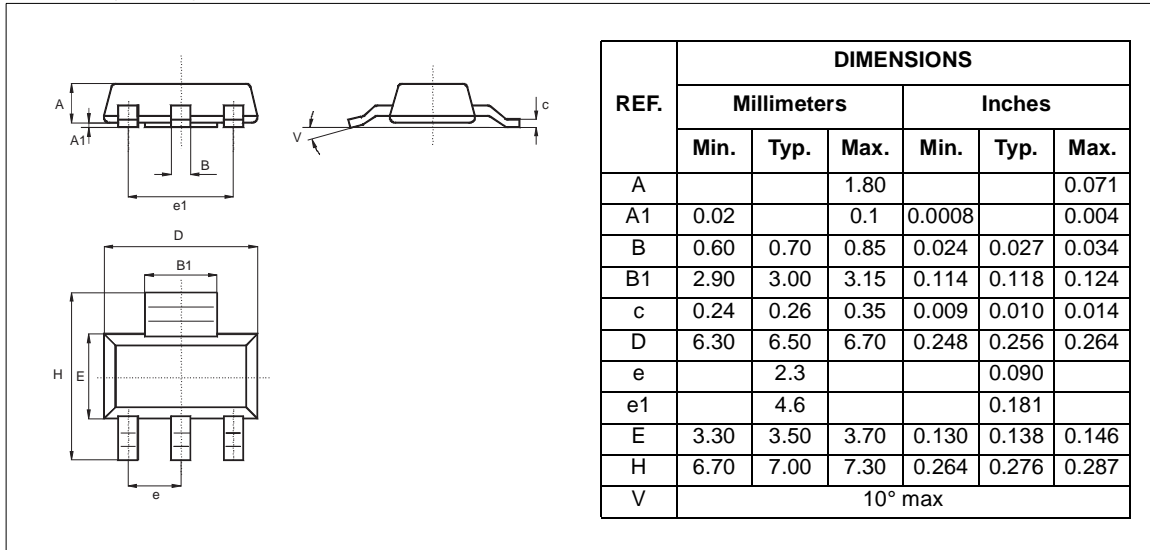 A
A1
B
e1
V
c
D
B1
H
E
e
REF.
DIMENSIONS
Millimeters Inches
Min. Typ. Max. Min. Typ. Max.
A 1.80 0.071
A1 0.02 0.1 0.0008 0.004
B 0.60 0.70 0.85 0.024 0.027 0.034
B1 2.90 3.00 3.15 0.114 0.118 0.124
c 0.24 0.26 0.35 0.009 0.010 0.014
D 6.30 6.50 6.70 0.248 0.256 0.264
e 2.3 0.090
e1 4.6 0.181
E 3.30 3.50 3.70 0.130 0.138 0.146
H 6.70 7.00 7.30 0.264 0.276 0.287
V 10° max